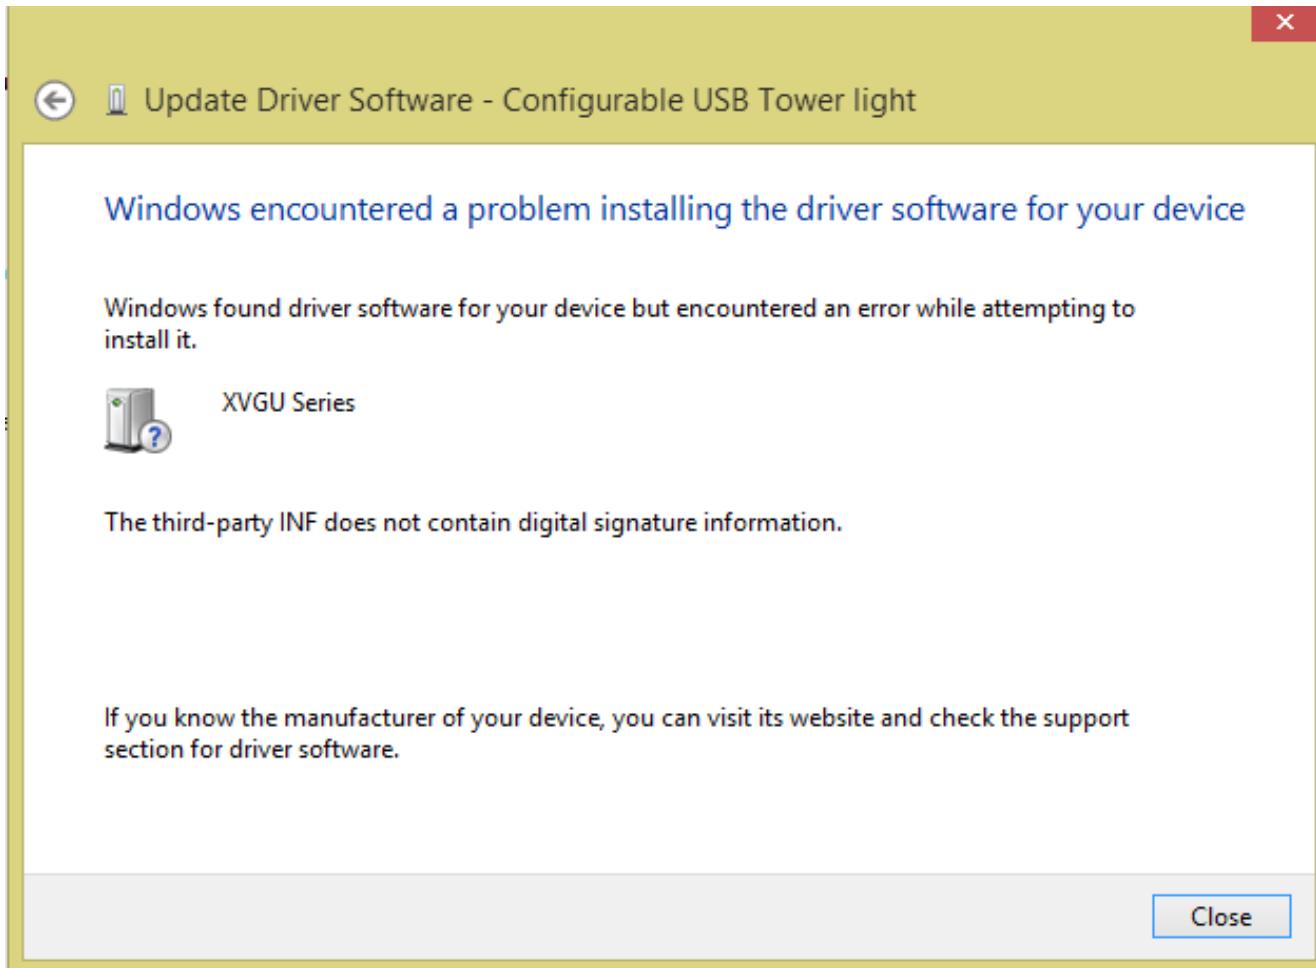 Update Driver Software - Configurable USB Tower light
Windows encountered a problem installing the driver software for your device
Windows found driver software for your device but encountered an error while attempting to
install it.
XVGU Series
The third-party INF does not contain digital signature information.
If you know the manufacturer of your device, you can visit its website and check the support
section for driver software.
Close